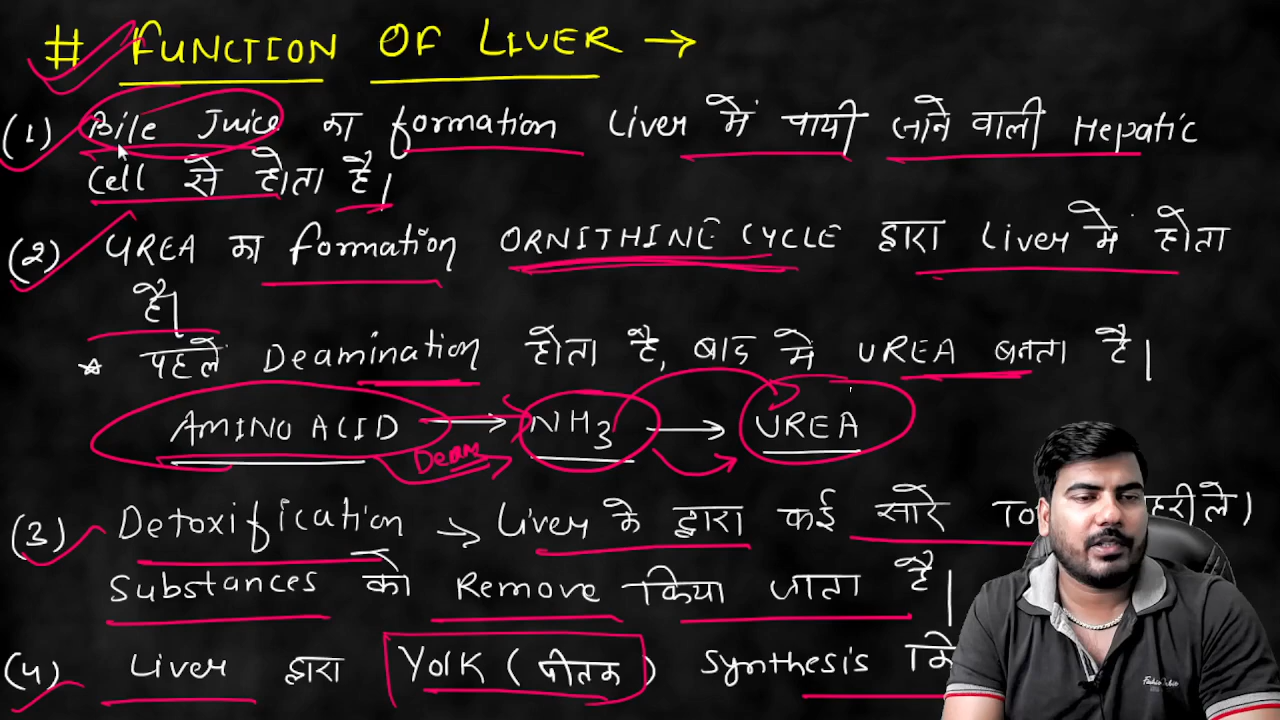 # FUNCTION OF LIVER →
(1) Bile Juice का formation Liver में पायी जाने वाली Hepatic
Cell से होता है।
(2) UREA का formation ORNITHINE CYCLE द्वारा Liver में होता
है।
* पहले Deamination होता है, बाद में UREA बनता है।
AMINO ACID → NH3 → UREA
Deam
(3) Detoxification → Liver के द्वारा कई सारे
Substances को Remove किया जाता है।
(4) Liver द्वारा Yolk (पीतक) Synthesis